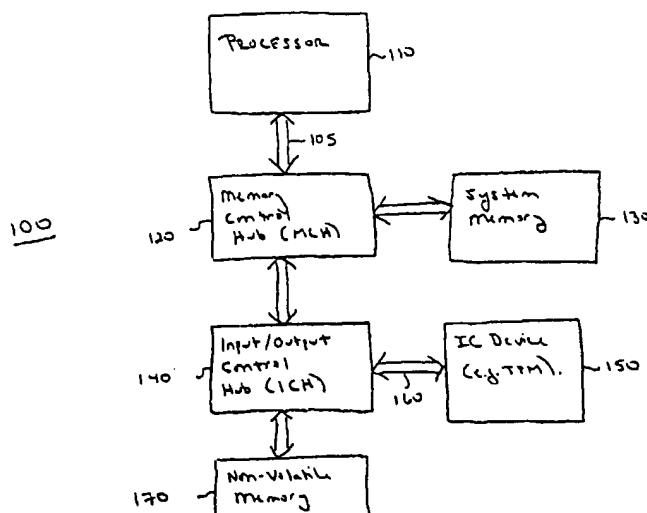 PROCESSOR
110
105
Memory
Control
Hub (MCH)
120
System
Memory
130
100
Input/Output
Control
Hub (ICH)
140
IC Device
(e.g. TPM).
150
160
Non-Volatile
Memory
170